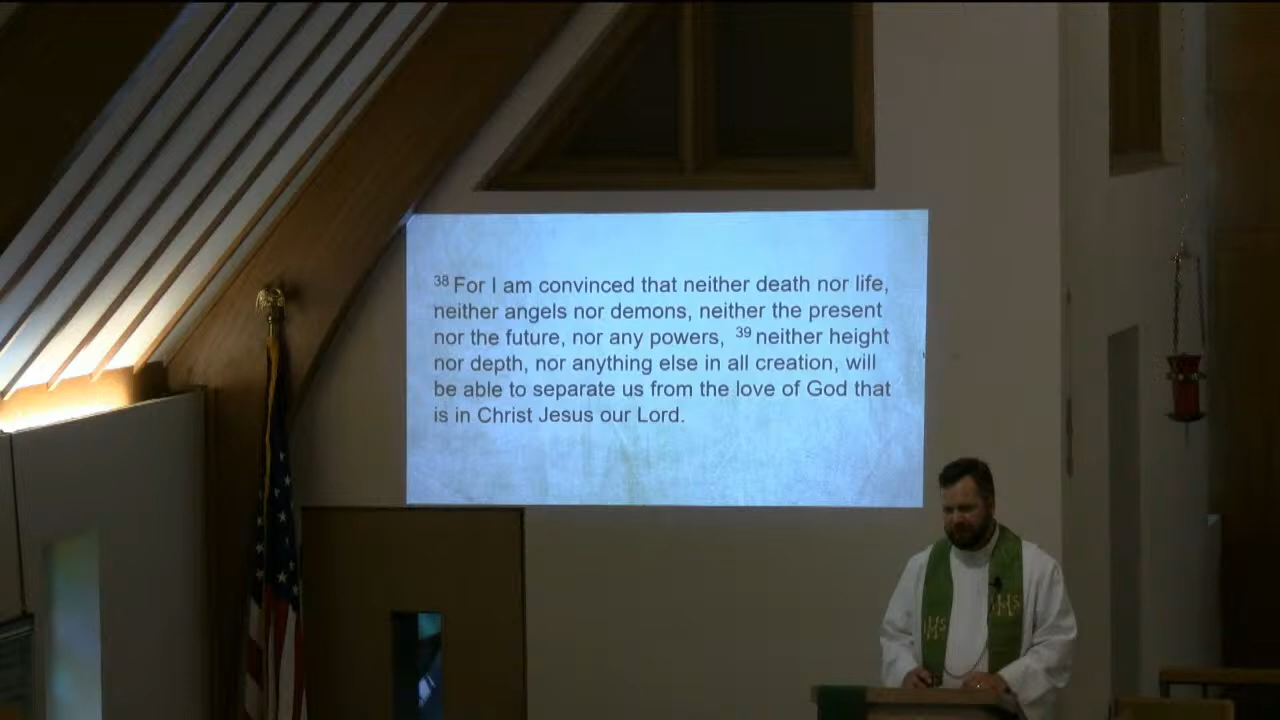 38 For I am convinced that neither death nor life,
neither angels nor demons, neither the present
nor the future, nor any powers, 39 neither height
nor depth, nor anything else in all creation, will
be able to separate us from the love of God that
is in Christ Jesus our Lord.
IHS
IHS